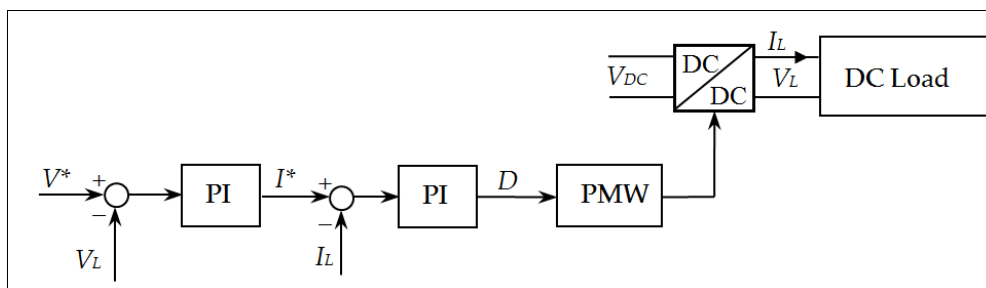 DC
DC
V_DC
I_L
V_L
DC Load
V*
+
−
V_L
PI
I*
+
−
I_L
PI
D
PMW